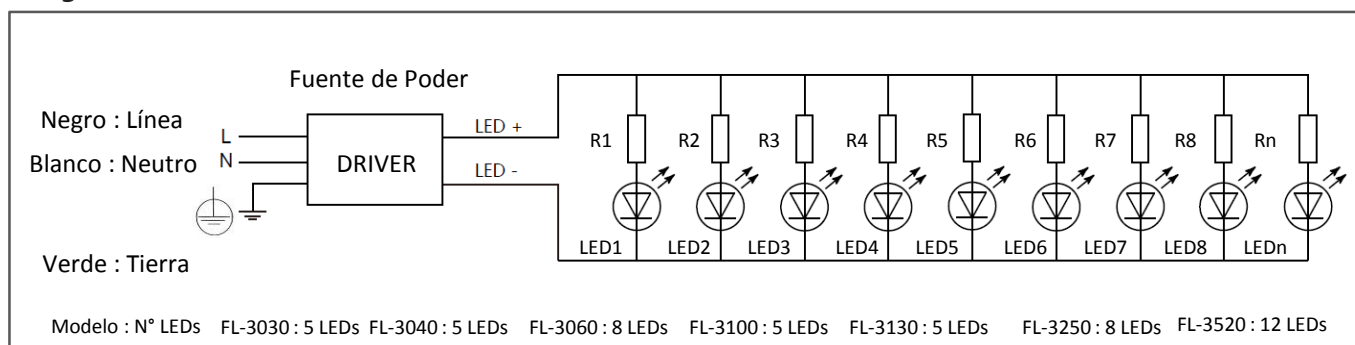 Fuente de Poder
Negro : Línea
Blanco : Neutro
Verde : Tierra
L
N
DRIVER
LED +
LED -
R1 R2 R3 R4 R5 R6 R7 R8 Rn
LED1 LED2 LED3 LED4 LED5 LED6 LED7 LED8 LEDn
Modelo : N° LEDs FL-3030 : 5 LEDs FL-3040 : 5 LEDs FL-3060 : 8 LEDs FL-3100 : 5 LEDs FL-3130 : 5 LEDs FL-3250 : 8 LEDs FL-3520 : 12 LEDs